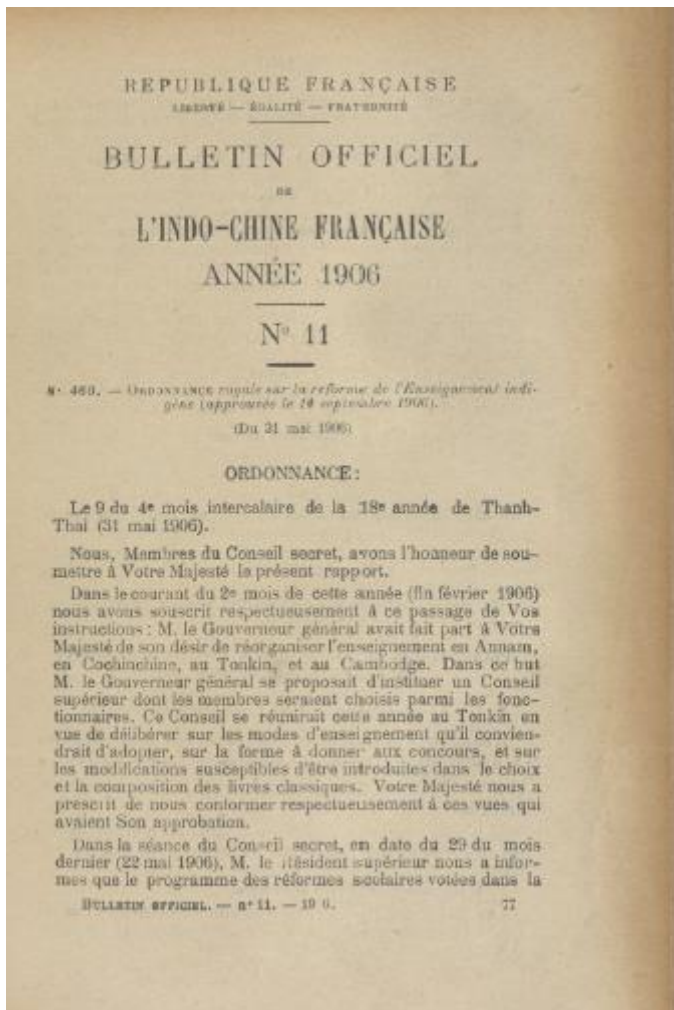 REPUBLIQUE FRANÇAISE
LIBERTÉ — ÉGALITÉ — FRATERNITÉ
BULLETIN OFFICIEL
DE
L'INDO-CHINE FRANÇAISE
ANNÉE 1906
N° 11
N° 460. — ORDONNANCE royale sur la réforme de l'Enseignement indi-
gène (approuvée le 14 septembre 1906).
(Du 31 mai 1906)
ORDONNANCE :
Le 9 du 4e mois intercalaire de la 18e année de Thanh-
Thai (31 mai 1906).
Nous, Membres du Conseil secret, avons l'honneur de sou-
mettre à Votre Majesté le présent rapport.
Dans le courant du 2e mois de cette année (fin février 1906)
nous avons souscrit respectueusement à ce passage de Vos
instructions : M. le Gouverneur général avait fait part à Votre
Majesté de son désir de réorganiser l'enseignement en Annam,
en Cochinchine, au Tonkin, et au Cambodge. Dans ce but
M. le Gouverneur général se proposait d'instituer un Conseil
supérieur dont les membres seraient choisis parmi les fonc-
tionnaires. Ce Conseil se réunirait cette année au Tonkin en
vue de délibérer sur les modes d'enseignement qu'il convien-
drait d'adopter, sur la forme à donner aux concours, et sur
les modifications susceptibles d'être introduites dans le choix
et la composition des livres classiques. Votre Majesté nous a
prescrit de nous conformer respectueusement à ces vues qui
avaient Son approbation.
Dans la séance du Conseil secret, en date du 29 du mois
dernier (22 mai 1906), M. le Résident supérieur nous a infor-
més que le programme des réformes scolaires votées dans la
BULLETIN OFFICIEL. — n° 11. — 19 6. 77